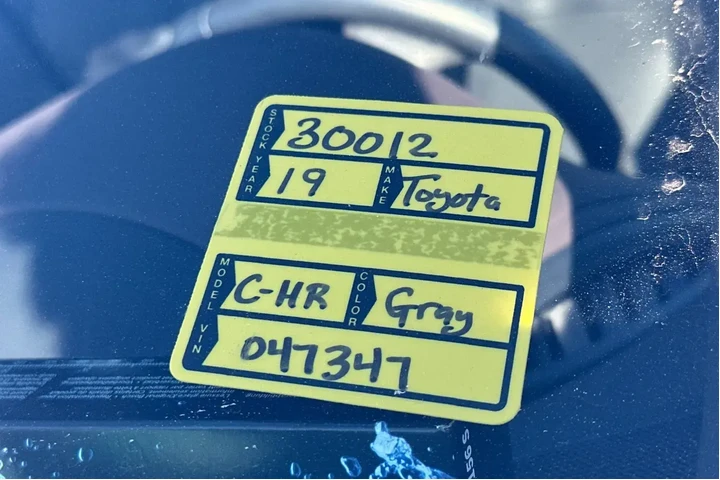 STOCK 30012
YEAR 19 MAKE Toyota
MODEL C-HR COLOR Gray
VIN 047347